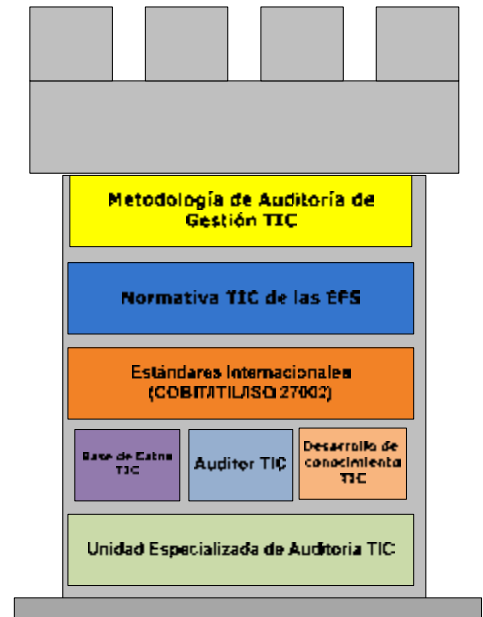 Metodología de Auditoría de
Gestión TIC
Normativa TIC de las EFS
Estándares Internacionales
(COBIT/ITIL/ISO 27002)
Base de Datos
TIC
Auditor TIC
Desarrollo de
conocimiento
TIC
Unidad Especializada de Auditoria TIC